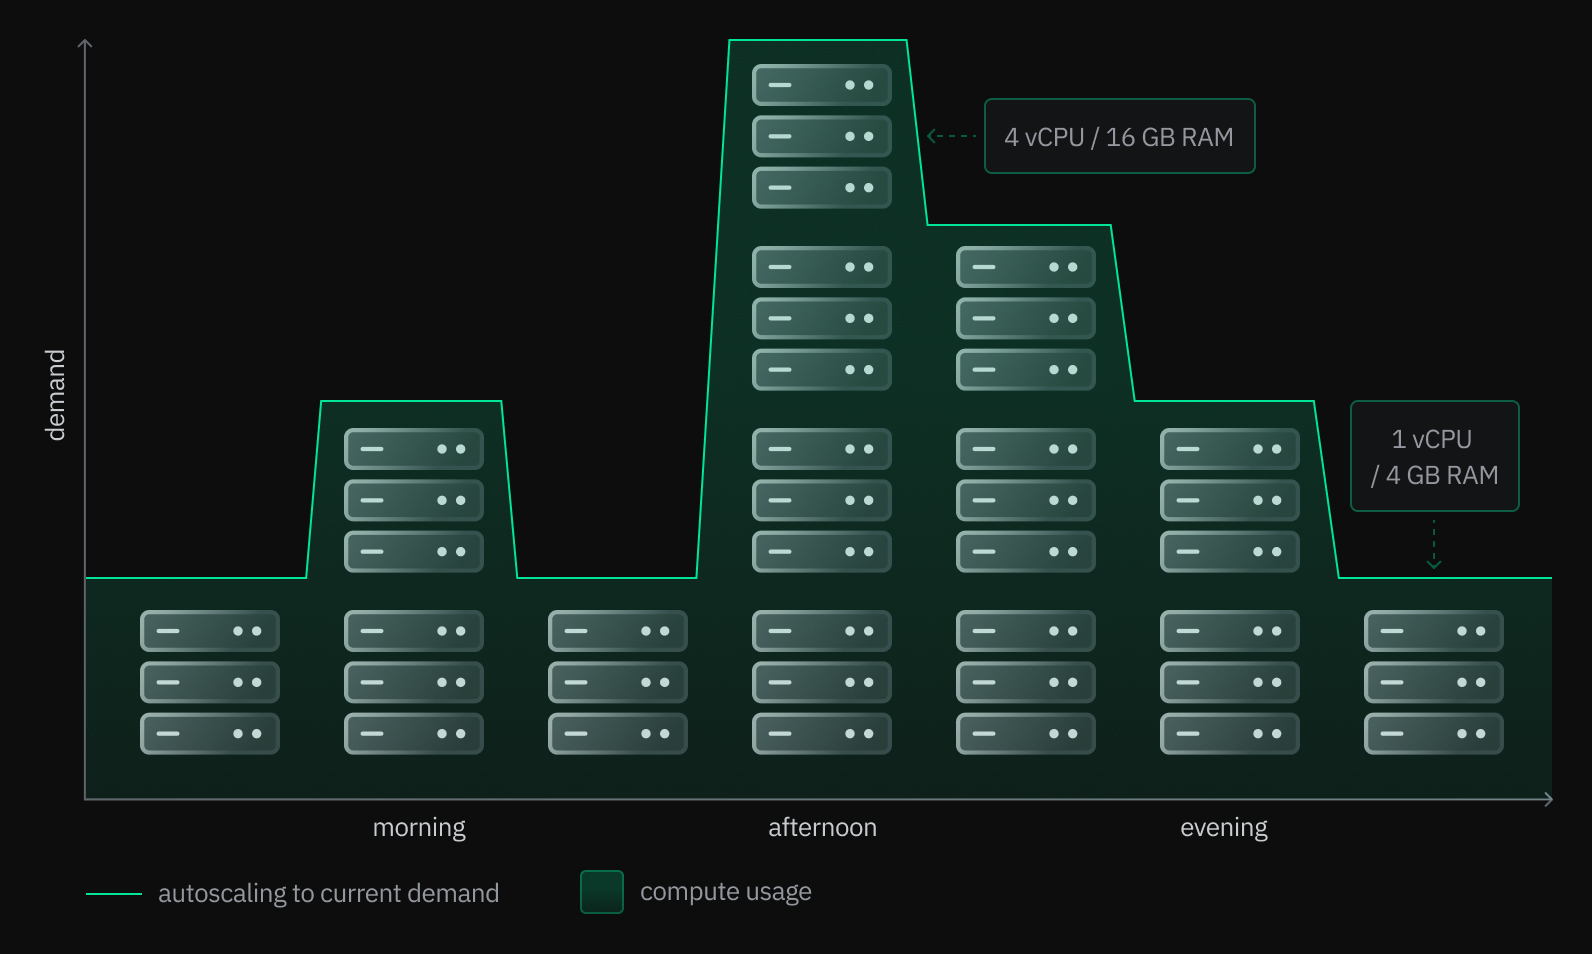 4 vCPU / 16 GB RAM
demand
1 vCPU
/ 4 GB RAM
morning
afternoon
evening
autoscaling to current demand
compute usage